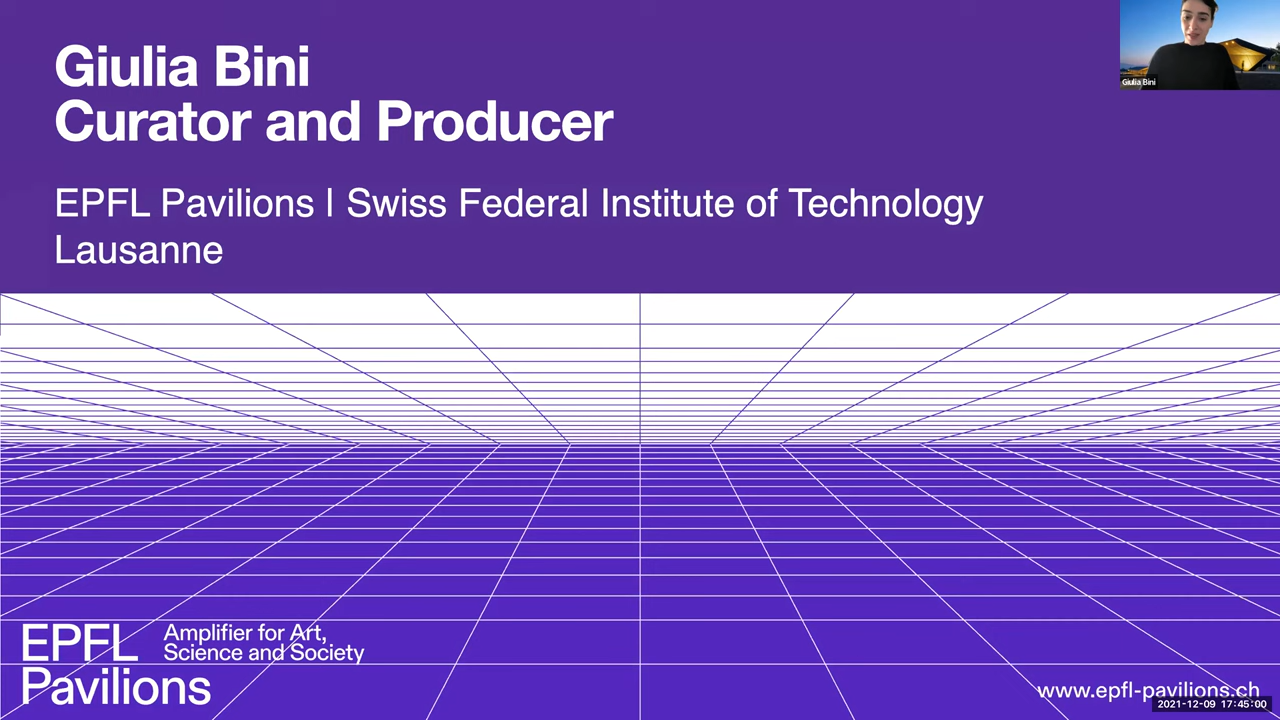 Giulia Bini
Curator and Producer
EPFL Pavilions | Swiss Federal Institute of Technology
Lausanne
Giulia Bini
EPFL
Pavilions
Amplifier for Art,
Science and Society
www.epfl-pavilions.ch
2021-12-09 17:45:00